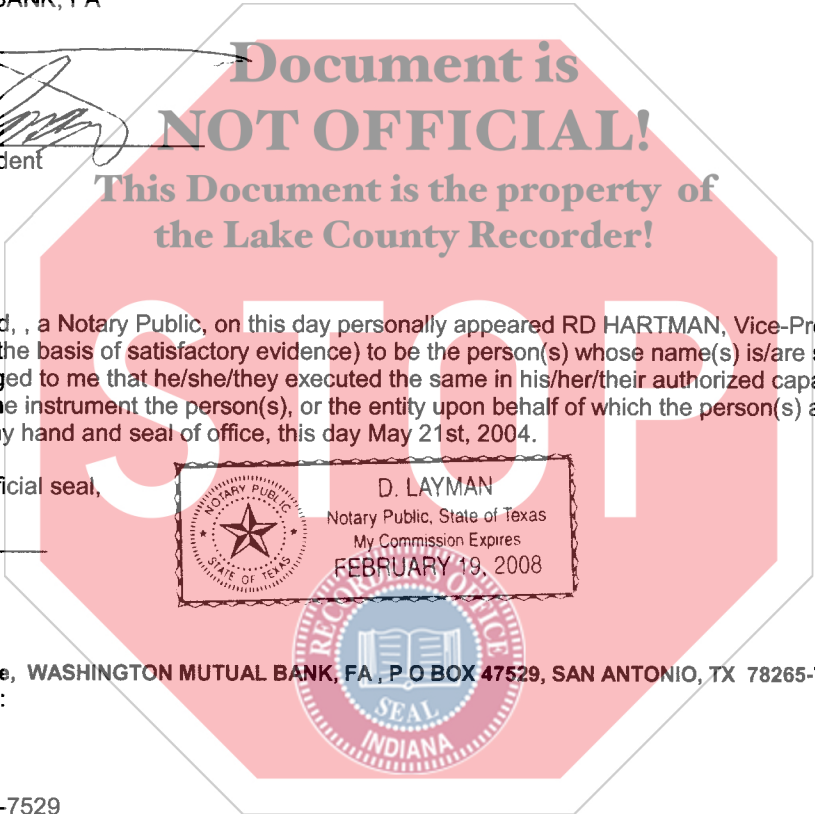 BANK, FA
Document is
NOT OFFICIAL!
dent
This Document is the property of
the Lake County Recorder!
STOP
d, , a Notary Public, on this day personally appeared RD HARTMAN, Vice-Pre
the basis of satisfactory evidence) to be the person(s) whose name(s) is/are s
ged to me that he/she/they executed the same in his/her/their authorized capa
e instrument the person(s), or the entity upon behalf of which the person(s) a
y hand and seal of office, this day May 21st, 2004.
ficial seal,
NOTARY PUBLIC
STATE OF TEXAS
D. LAYMAN
Notary Public, State of Texas
My Commission Expires
FEBRUARY 19, 2008
RECORDER'S OFFICE
SEAL
INDIANA
e, WASHINGTON MUTUAL BANK, FA , P O BOX 47529, SAN ANTONIO, TX 78265-7
:
-7529